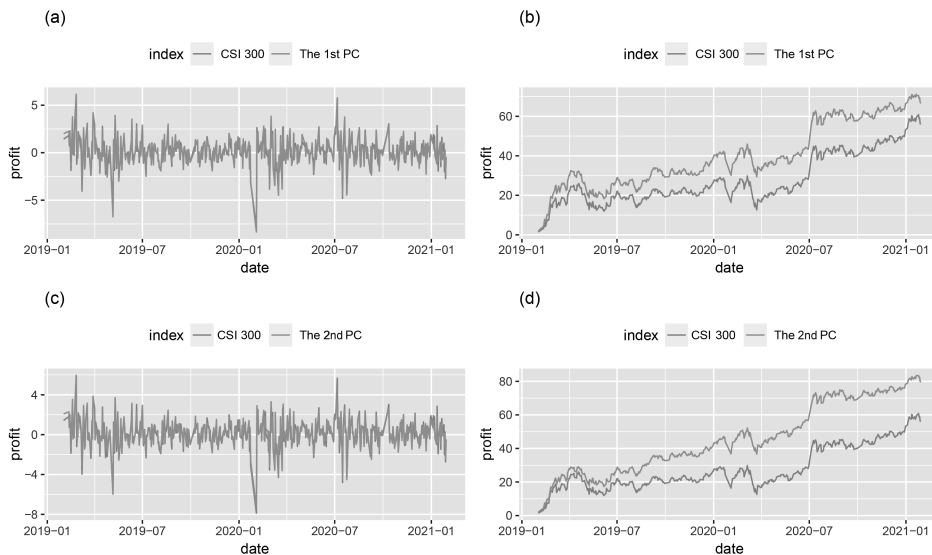 (a)
index CSI 300 The 1st PC
5
0
−5
profit
2019−01 2019−07 2020−01 2020−07 2021−01
date
(b)
index CSI 300 The 1st PC
60
40
20
0
profit
2019−01 2019−07 2020−01 2020−07 2021−01
date
(c)
index CSI 300 The 2nd PC
4
0
−4
−8
profit
2019−01 2019−07 2020−01 2020−07 2021−01
date
(d)
index CSI 300 The 2nd PC
80
60
40
20
0
profit
2019−01 2019−07 2020−01 2020−07 2021−01
date